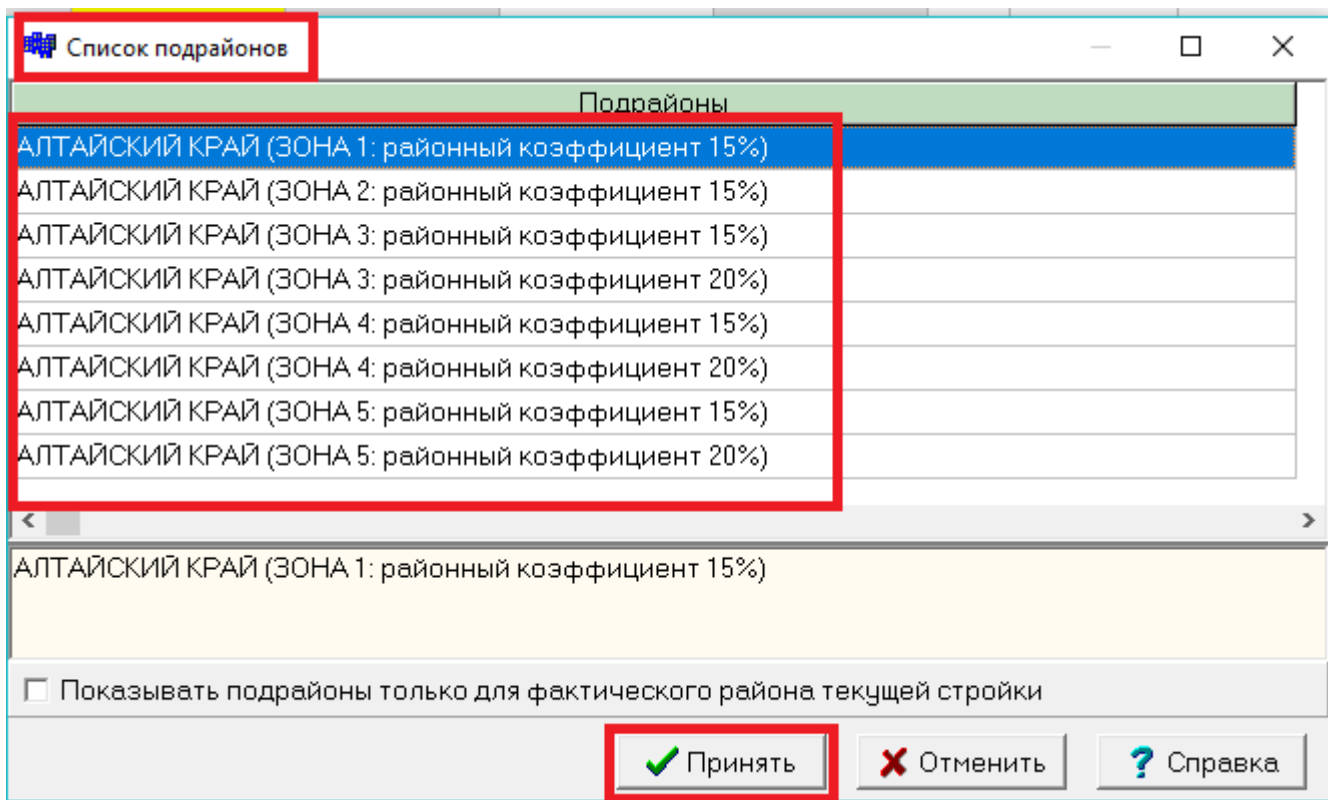 Список подрайонов
Подрайоны
АЛТАЙСКИЙ КРАЙ (ЗОНА 1: районный коэффициент 15%)
АЛТАЙСКИЙ КРАЙ (ЗОНА 2: районный коэффициент 15%)
АЛТАЙСКИЙ КРАЙ (ЗОНА 3: районный коэффициент 15%)
АЛТАЙСКИЙ КРАЙ (ЗОНА 3: районный коэффициент 20%)
АЛТАЙСКИЙ КРАЙ (ЗОНА 4: районный коэффициент 15%)
АЛТАЙСКИЙ КРАЙ (ЗОНА 4: районный коэффициент 20%)
АЛТАЙСКИЙ КРАЙ (ЗОНА 5: районный коэффициент 15%)
АЛТАЙСКИЙ КРАЙ (ЗОНА 5: районный коэффициент 20%)
АЛТАЙСКИЙ КРАЙ (ЗОНА 1: районный коэффициент 15%)
Показывать подрайоны только для фактического района текущей стройки
Принять Отменить Справка